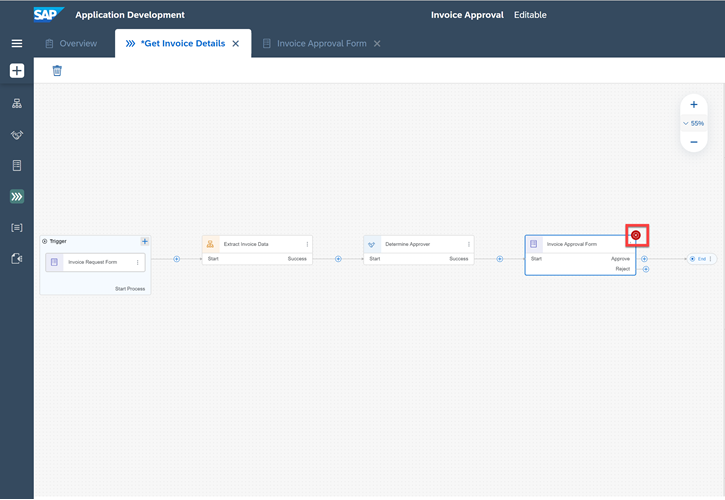 SAP Application Development Invoice Approval Editable
Overview *Get Invoice Details Invoice Approval Form
55%
Trigger
Invoice Request Form
Start Process
Extract Invoice Data
Start Success
Determine Approver
Start Success
Invoice Approval Form
Start Approve
Reject
End